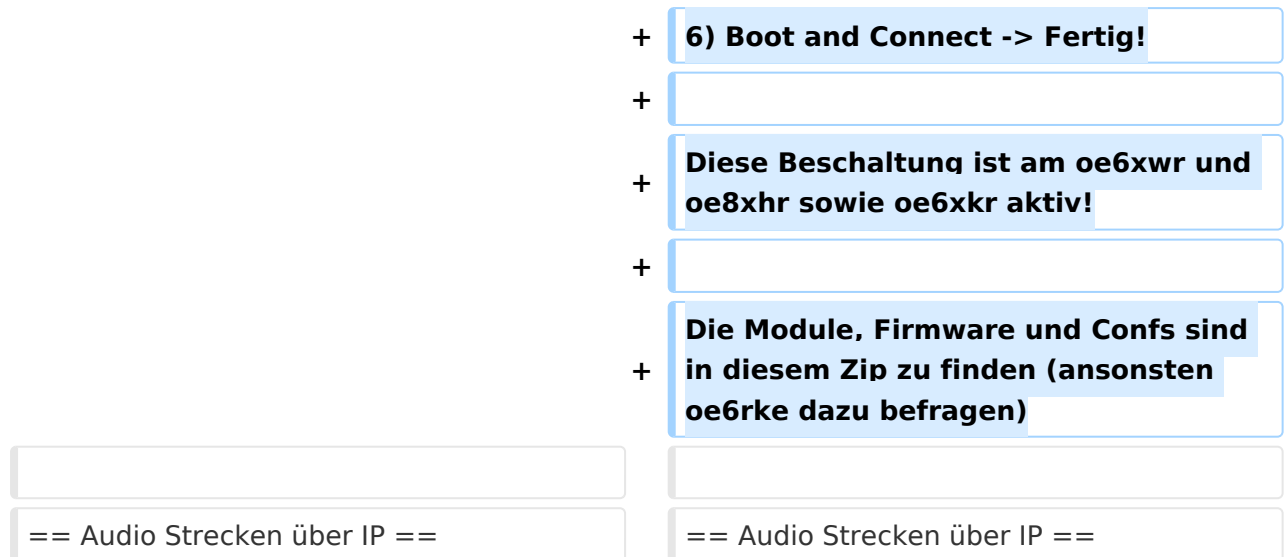 + 6) Boot and Connect -> Fertig!
+
+ Diese Beschaltung ist am oe6xwr und
oe8xhr sowie oe6xkr aktiv!
+
+ Die Module, Firmware und Confs sind
in diesem Zip zu finden (ansonsten
oe6rke dazu befragen)
== Audio Strecken über IP == == Audio Strecken über IP ==